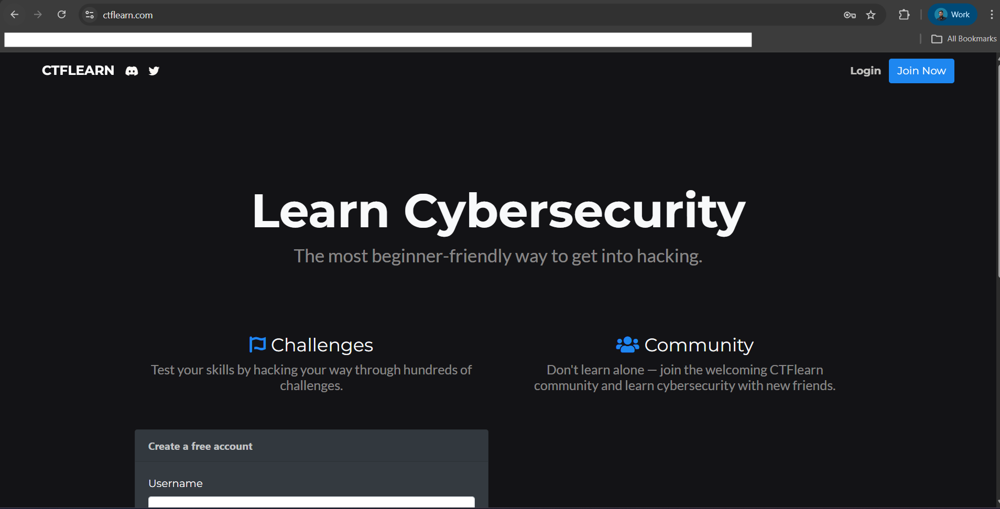 ctflearn.com
Work
All Bookmarks
CTFLEARN
Login
Join Now
Learn Cybersecurity
The most beginner-friendly way to get into hacking.
Challenges
Test your skills by hacking your way through hundreds of
challenges.
Community
Don't learn alone — join the welcoming CTFlearn
community and learn cybersecurity with new friends.
Create a free account
Username